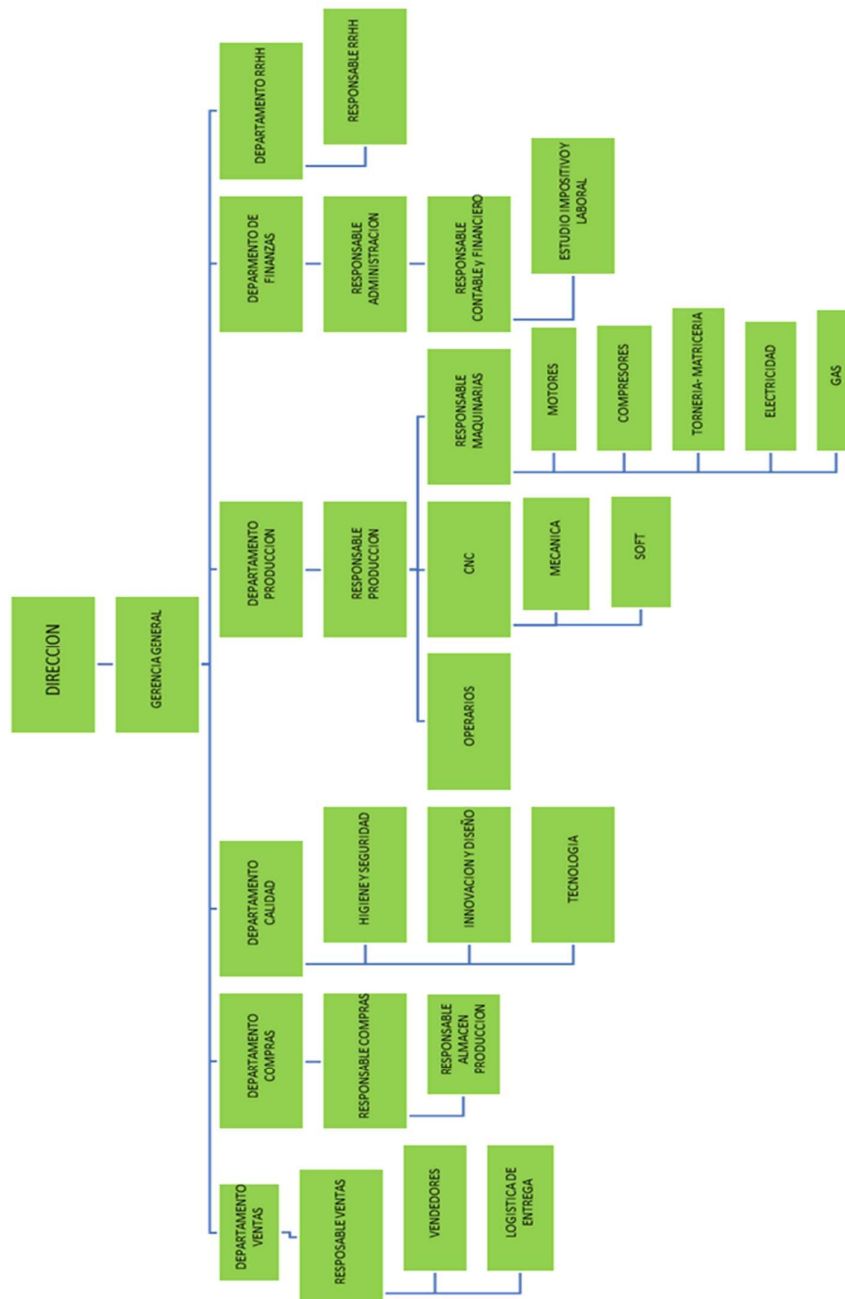 DIRECCION
GERENCIA GENERAL
DEPARTAMENTO
VENTAS
RESPOSABLE VENTAS
VENDEDORES
LOGISTICA DE
ENTREGA
DEPARTAMENTO
COMPRAS
RESPONSABLE COMPRAS
RESPONSABLE
ALMACEN
PRODUCCION
DEPARTAMENTO
CALIDAD
HIGIENE Y SEGURIDAD
INNOVACION Y DISEÑO
TECNOLOGIA
DEPARTAMENTO
PRODUCCION
RESPONSABLE
PRODUCCION
OPERARIOS
CNC
MECANICA
SOFT
RESPONSABLE
MAQUINARIAS
MOTORES
COMPRESORES
TORNERIA- MATRICERIA
ELECTRICIDAD
GAS
DEPARMENTO DE
FINANZAS
RESPONSABLE
ADMINISTRACION
RESPONSABLE
CONTABLE y FINANCIERO
ESTUDIO IMPOSITIVO Y
LABORAL
DEPARTAMENTO RRHH
RESPONSABLE RRHH